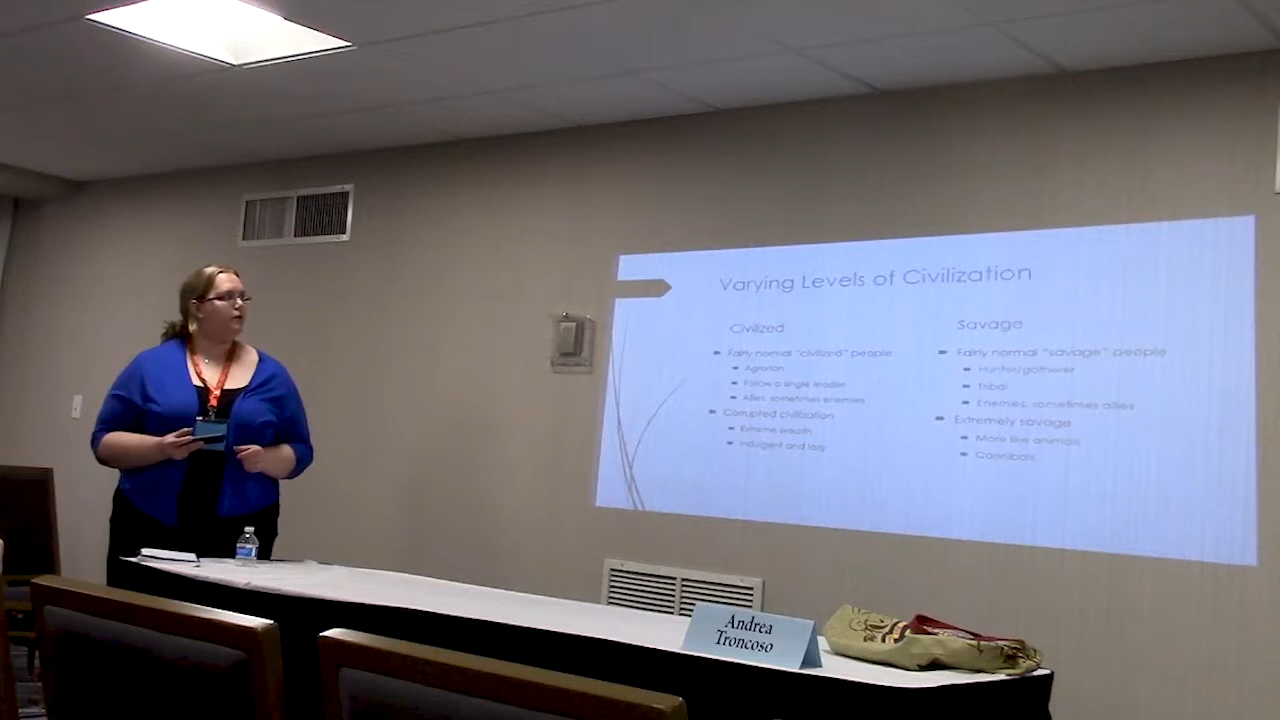 Varying Levels of Civilization
Civilized
Fairly normal "civilized" people
Agrarian
Follow a single leader
Allies, sometimes enemies
Corrupted civilization
Extreme wealth
Indulgent and lazy
Savage
Fairly normal "savage" people
Hunter/gatherer
Tribal
Enemies, sometimes allies
Extremely savage
More like animals
Cannibals
Andrea
Troncoso